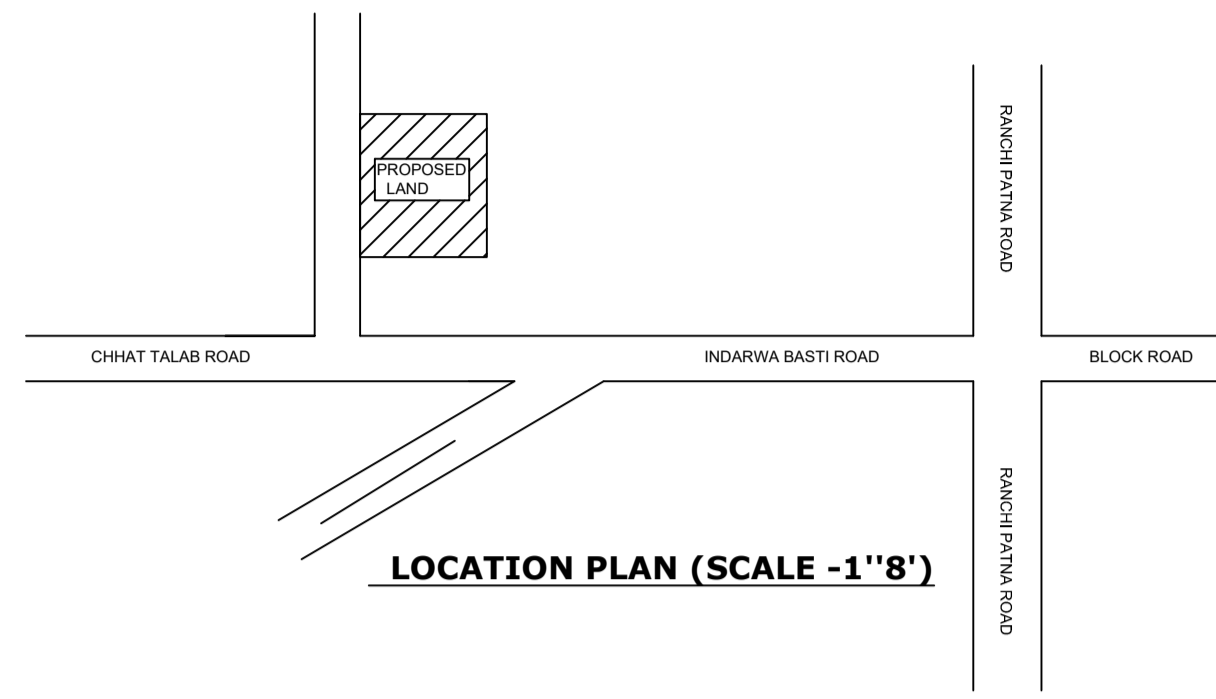 RANCHI PATNA ROAD
PROPOSED
LAND
CHHAT TALAB ROAD
INDARWA BASTI ROAD
BLOCK ROAD
RANCHI PATNA ROAD
LOCATION PLAN (SCALE -1''8')